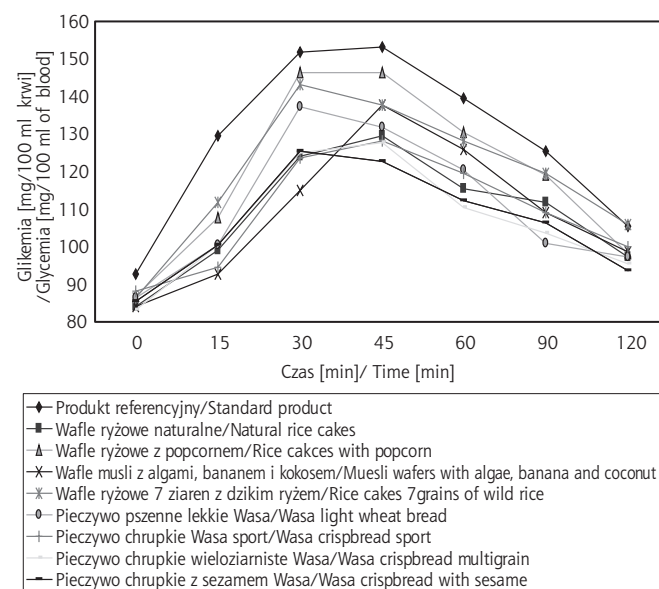 160
150
140
130
120
110
100
90
80
Glikemia [mg/100 ml krwi]
/Glycemia [mg/100 ml of blood]
0 15 30 45 60 90 120
Czas [min]/ Time [min]
Produkt referencyjny/Standard product
Wafle ryżowe naturalne/Natural rice cakes
Wafle ryżowe z popcornem/Rice cakces with popcorn
Wafle musli z algami, bananem i kokosem/Muesli wafers with algae, banana and coconut
Wafle ryżowe 7 ziaren z dzikim ryżem/Rice cakes 7grains of wild rice
Pieczywo pszenne lekkie Wasa/Wasa light wheat bread
Pieczywo chrupkie Wasa sport/Wasa crispbread sport
Pieczywo chrupkie wieloziarniste Wasa/Wasa crispbread multigrain
Pieczywo chrupkie z sezamem Wasa/Wasa crispbread with sesame